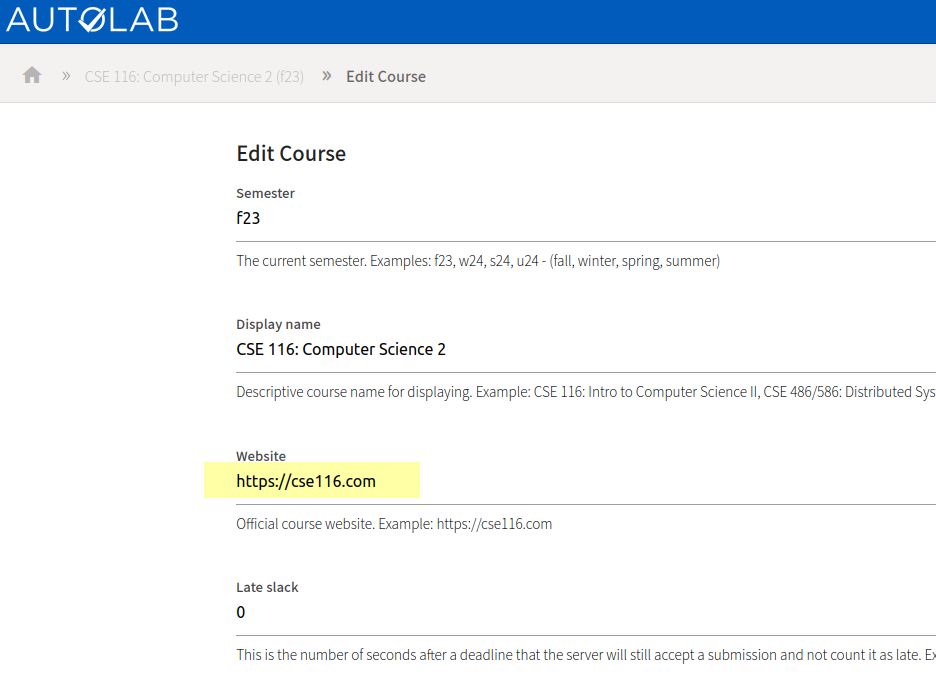 AUTOLAB
» CSE 116: Computer Science 2 (f23) » Edit Course
Edit Course
Semester
f23
The current semester. Examples: f23, w24, s24, u24 - (fall, winter, spring, summer)
Display name
CSE 116: Computer Science 2
Descriptive course name for displaying. Example: CSE 116: Intro to Computer Science II, CSE 486/586: Distributed Sys
Website
https://cse116.com
Official course website. Example: https://cse116.com
Late slack
0
This is the number of seconds after a deadline that the server will still accept a submission and not count it as late. Ex